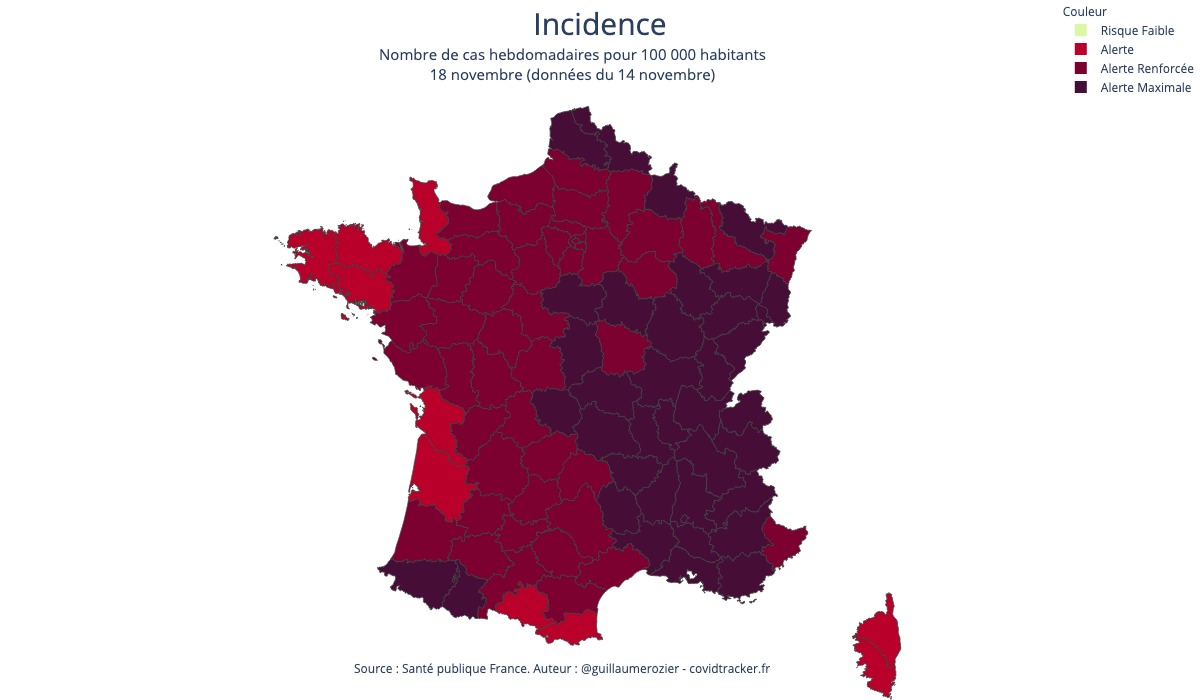 Incidence
Nombre de cas hebdomadaires pour 100 000 habitants
18 novembre (données du 14 novembre)
Couleur
Risque Faible
Alerte
Alerte Renforcée
Alerte Maximale
Source : Santé publique France. Auteur : @guillaumerozier - covidtracker.fr